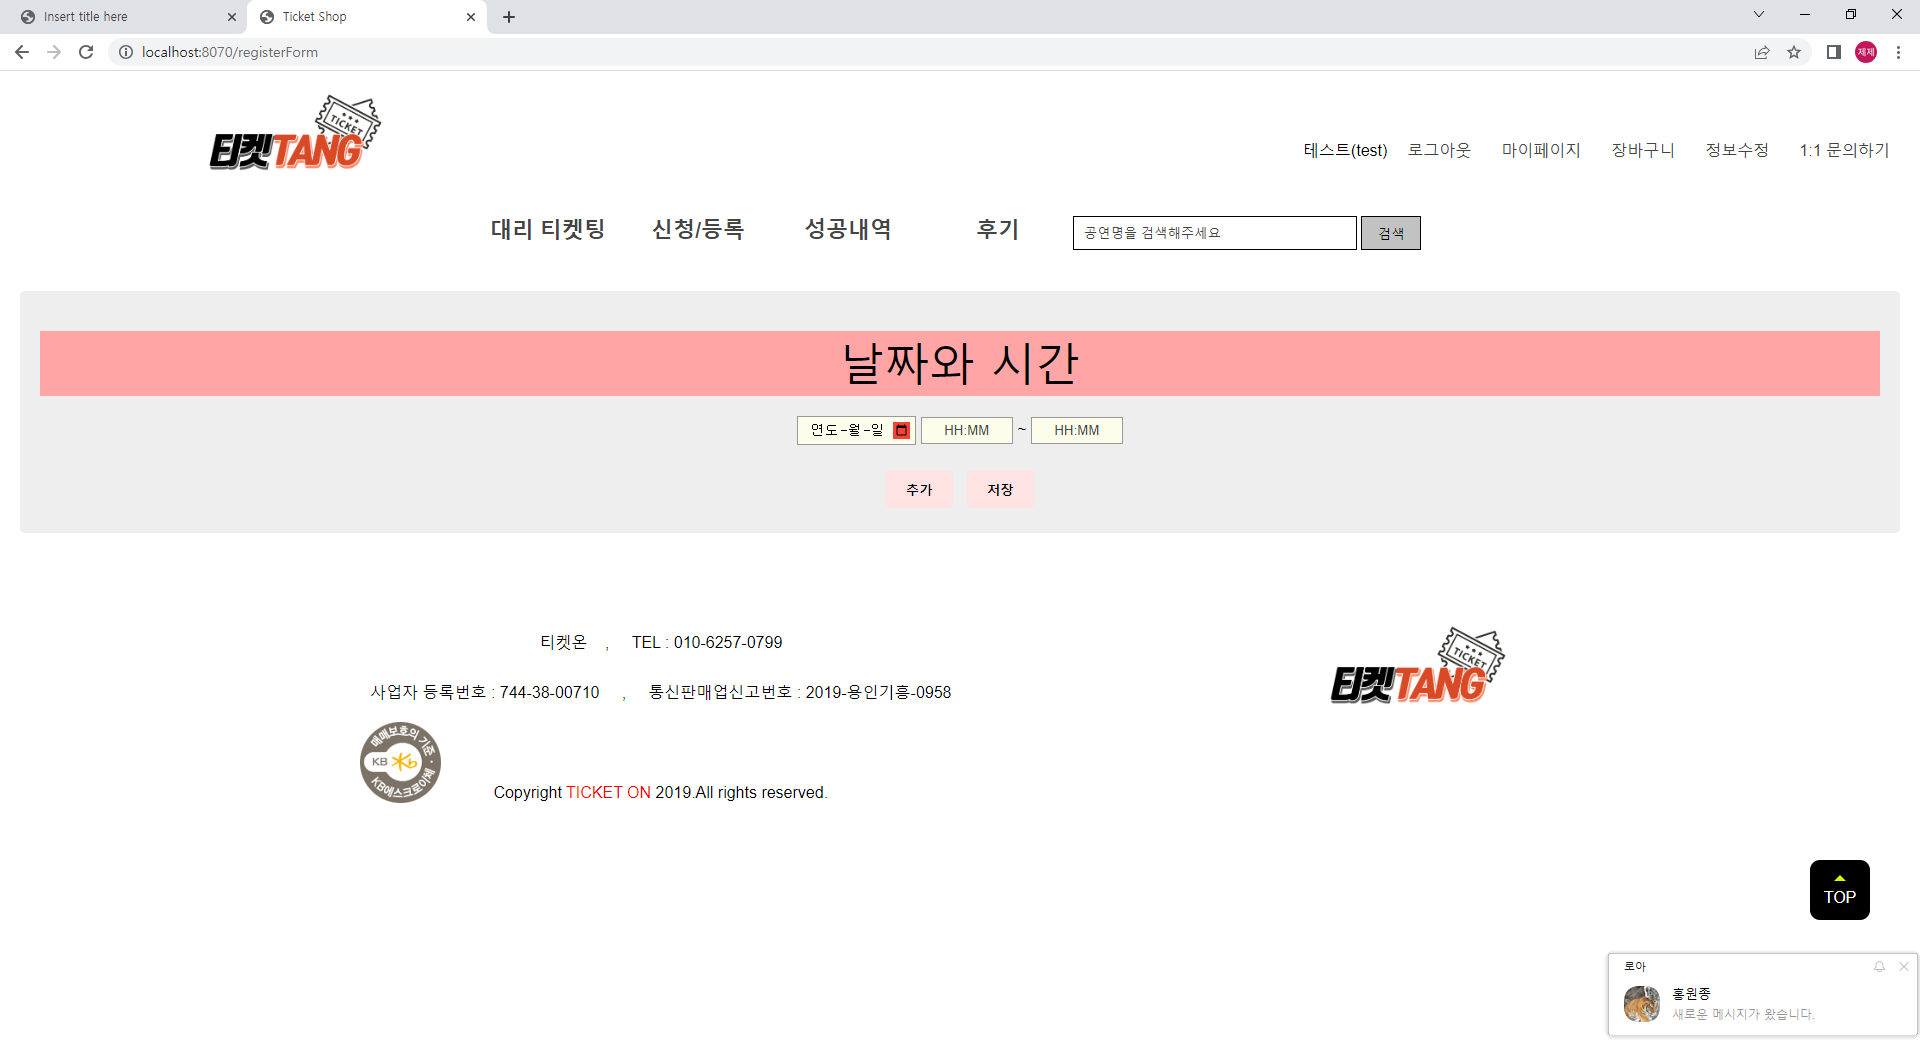 Insert title here
Ticket Shop
localhost:8070/registerForm
제제
TICKET
티켓TANG
테스트(test) 로그아웃 마이페이지 장바구니 정보수정 1:1 문의하기
대리 티켓팅 신청/등록 성공내역 후기 공연명을 검색해주세요 검색
날짜와 시간
연도-월-일 HH:MM ~ HH:MM
추가 저장
티켓온 , TEL : 010-6257-0799
TICKET
티켓TANG
사업자 등록번호 : 744-38-00710 , 통신판매업신고번호 : 2019-용인기흥-0958
매매보호의 기준
KB
KB에스크로이체
Copyright TICKET ON 2019.All rights reserved.
TOP
로아
홍원종
새로운 메시지가 왔습니다.